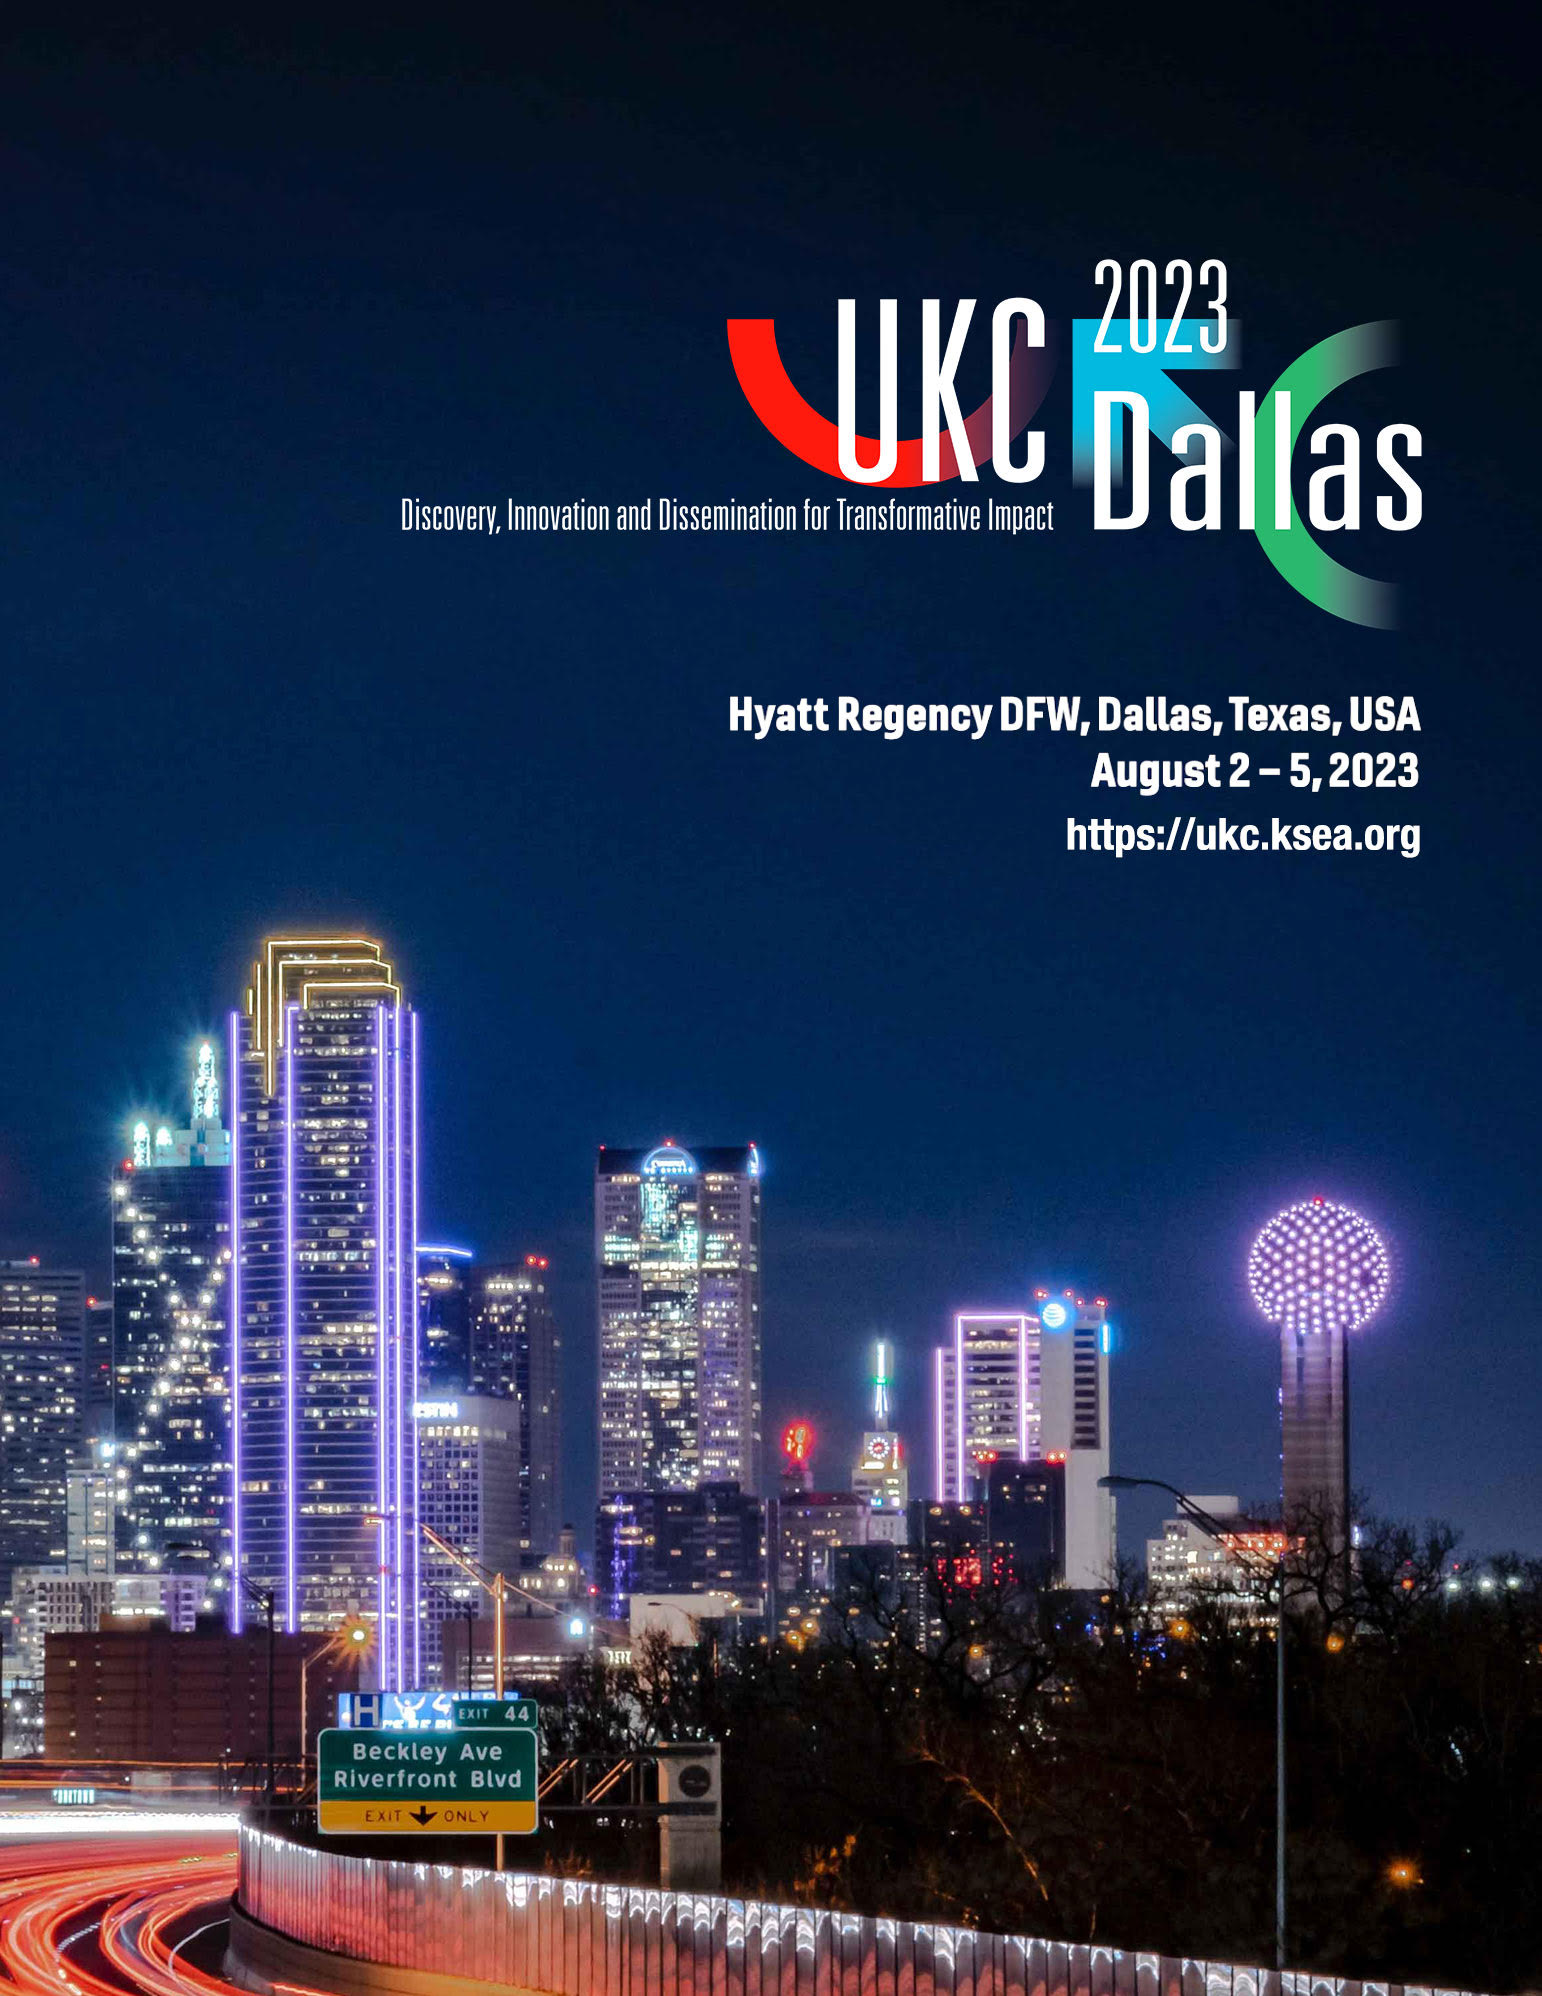 UKC 2023
Dallas
Discovery, Innovation and Dissemination for Transformative Impact
Hyatt Regency DFW, Dallas, Texas, USA
August 2 – 5, 2023
https://ukc.ksea.org
H
EXIT 44
Beckley Ave
Riverfront Blvd
EXIT ONLY